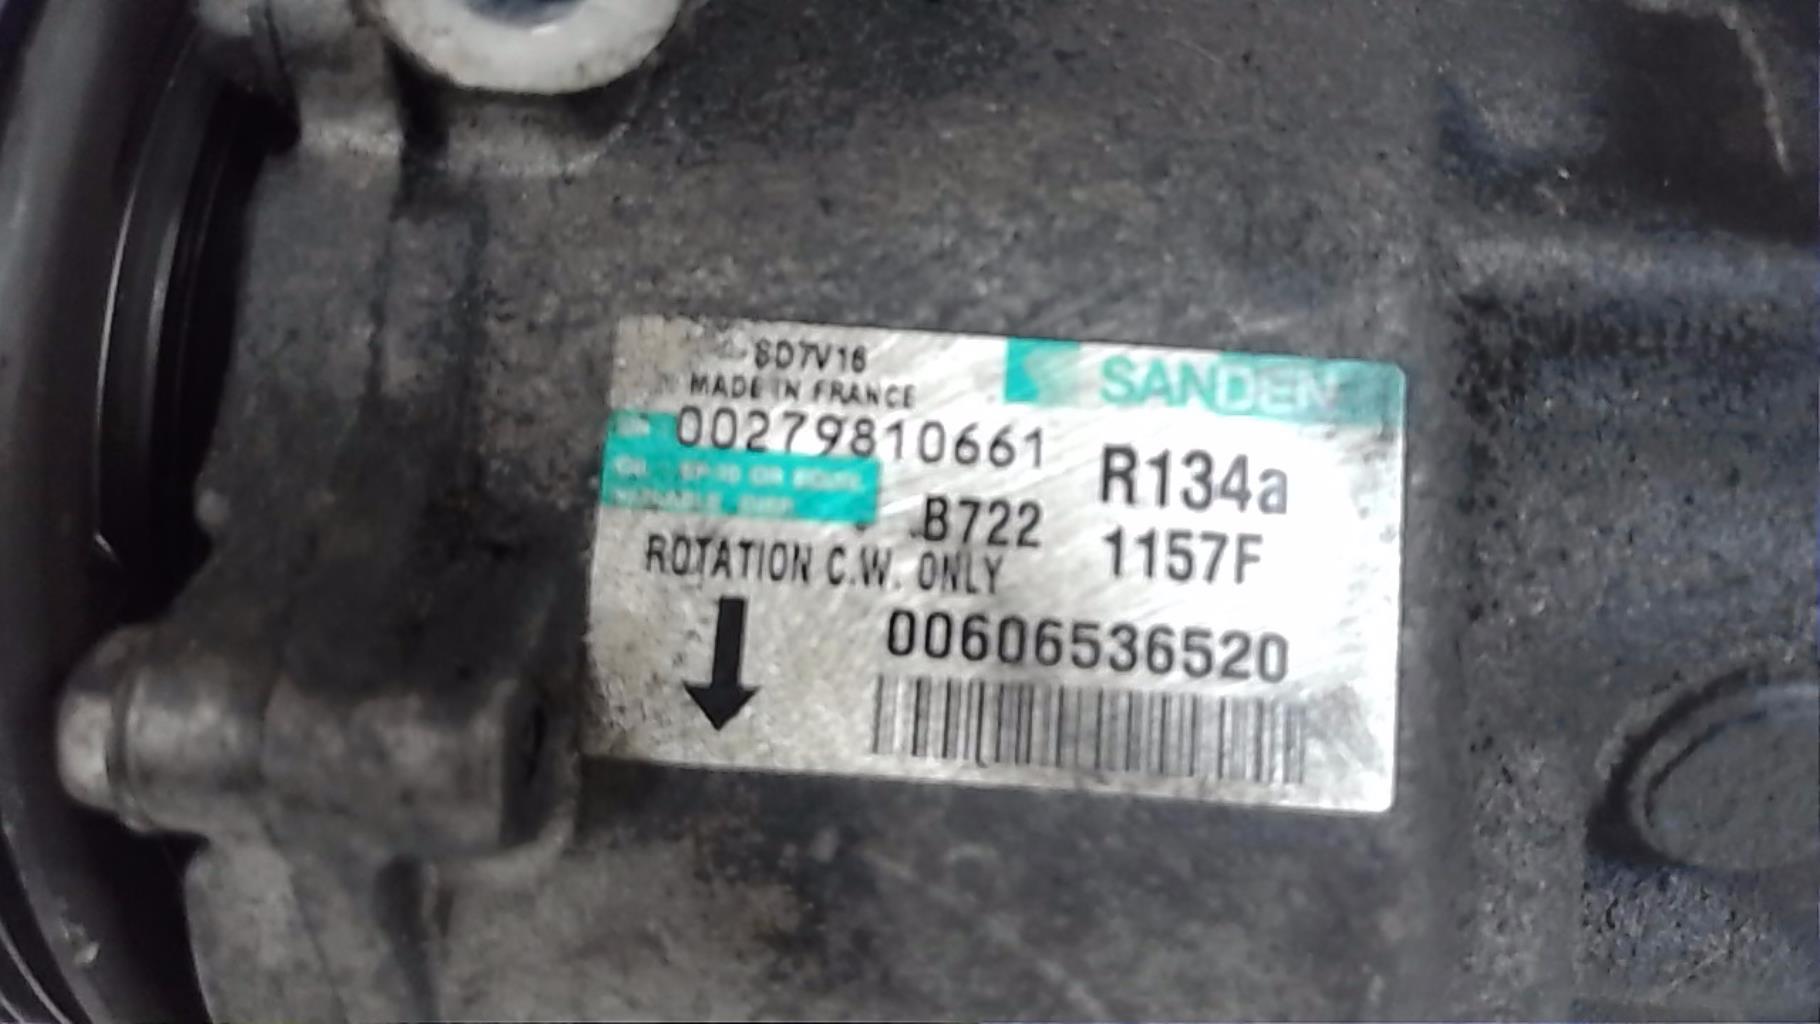 SD7V16
SANDEN
MADE IN FRANCE
00279810661
R134a
B722
1157F
ROTATION C.W. ONLY
00606536520